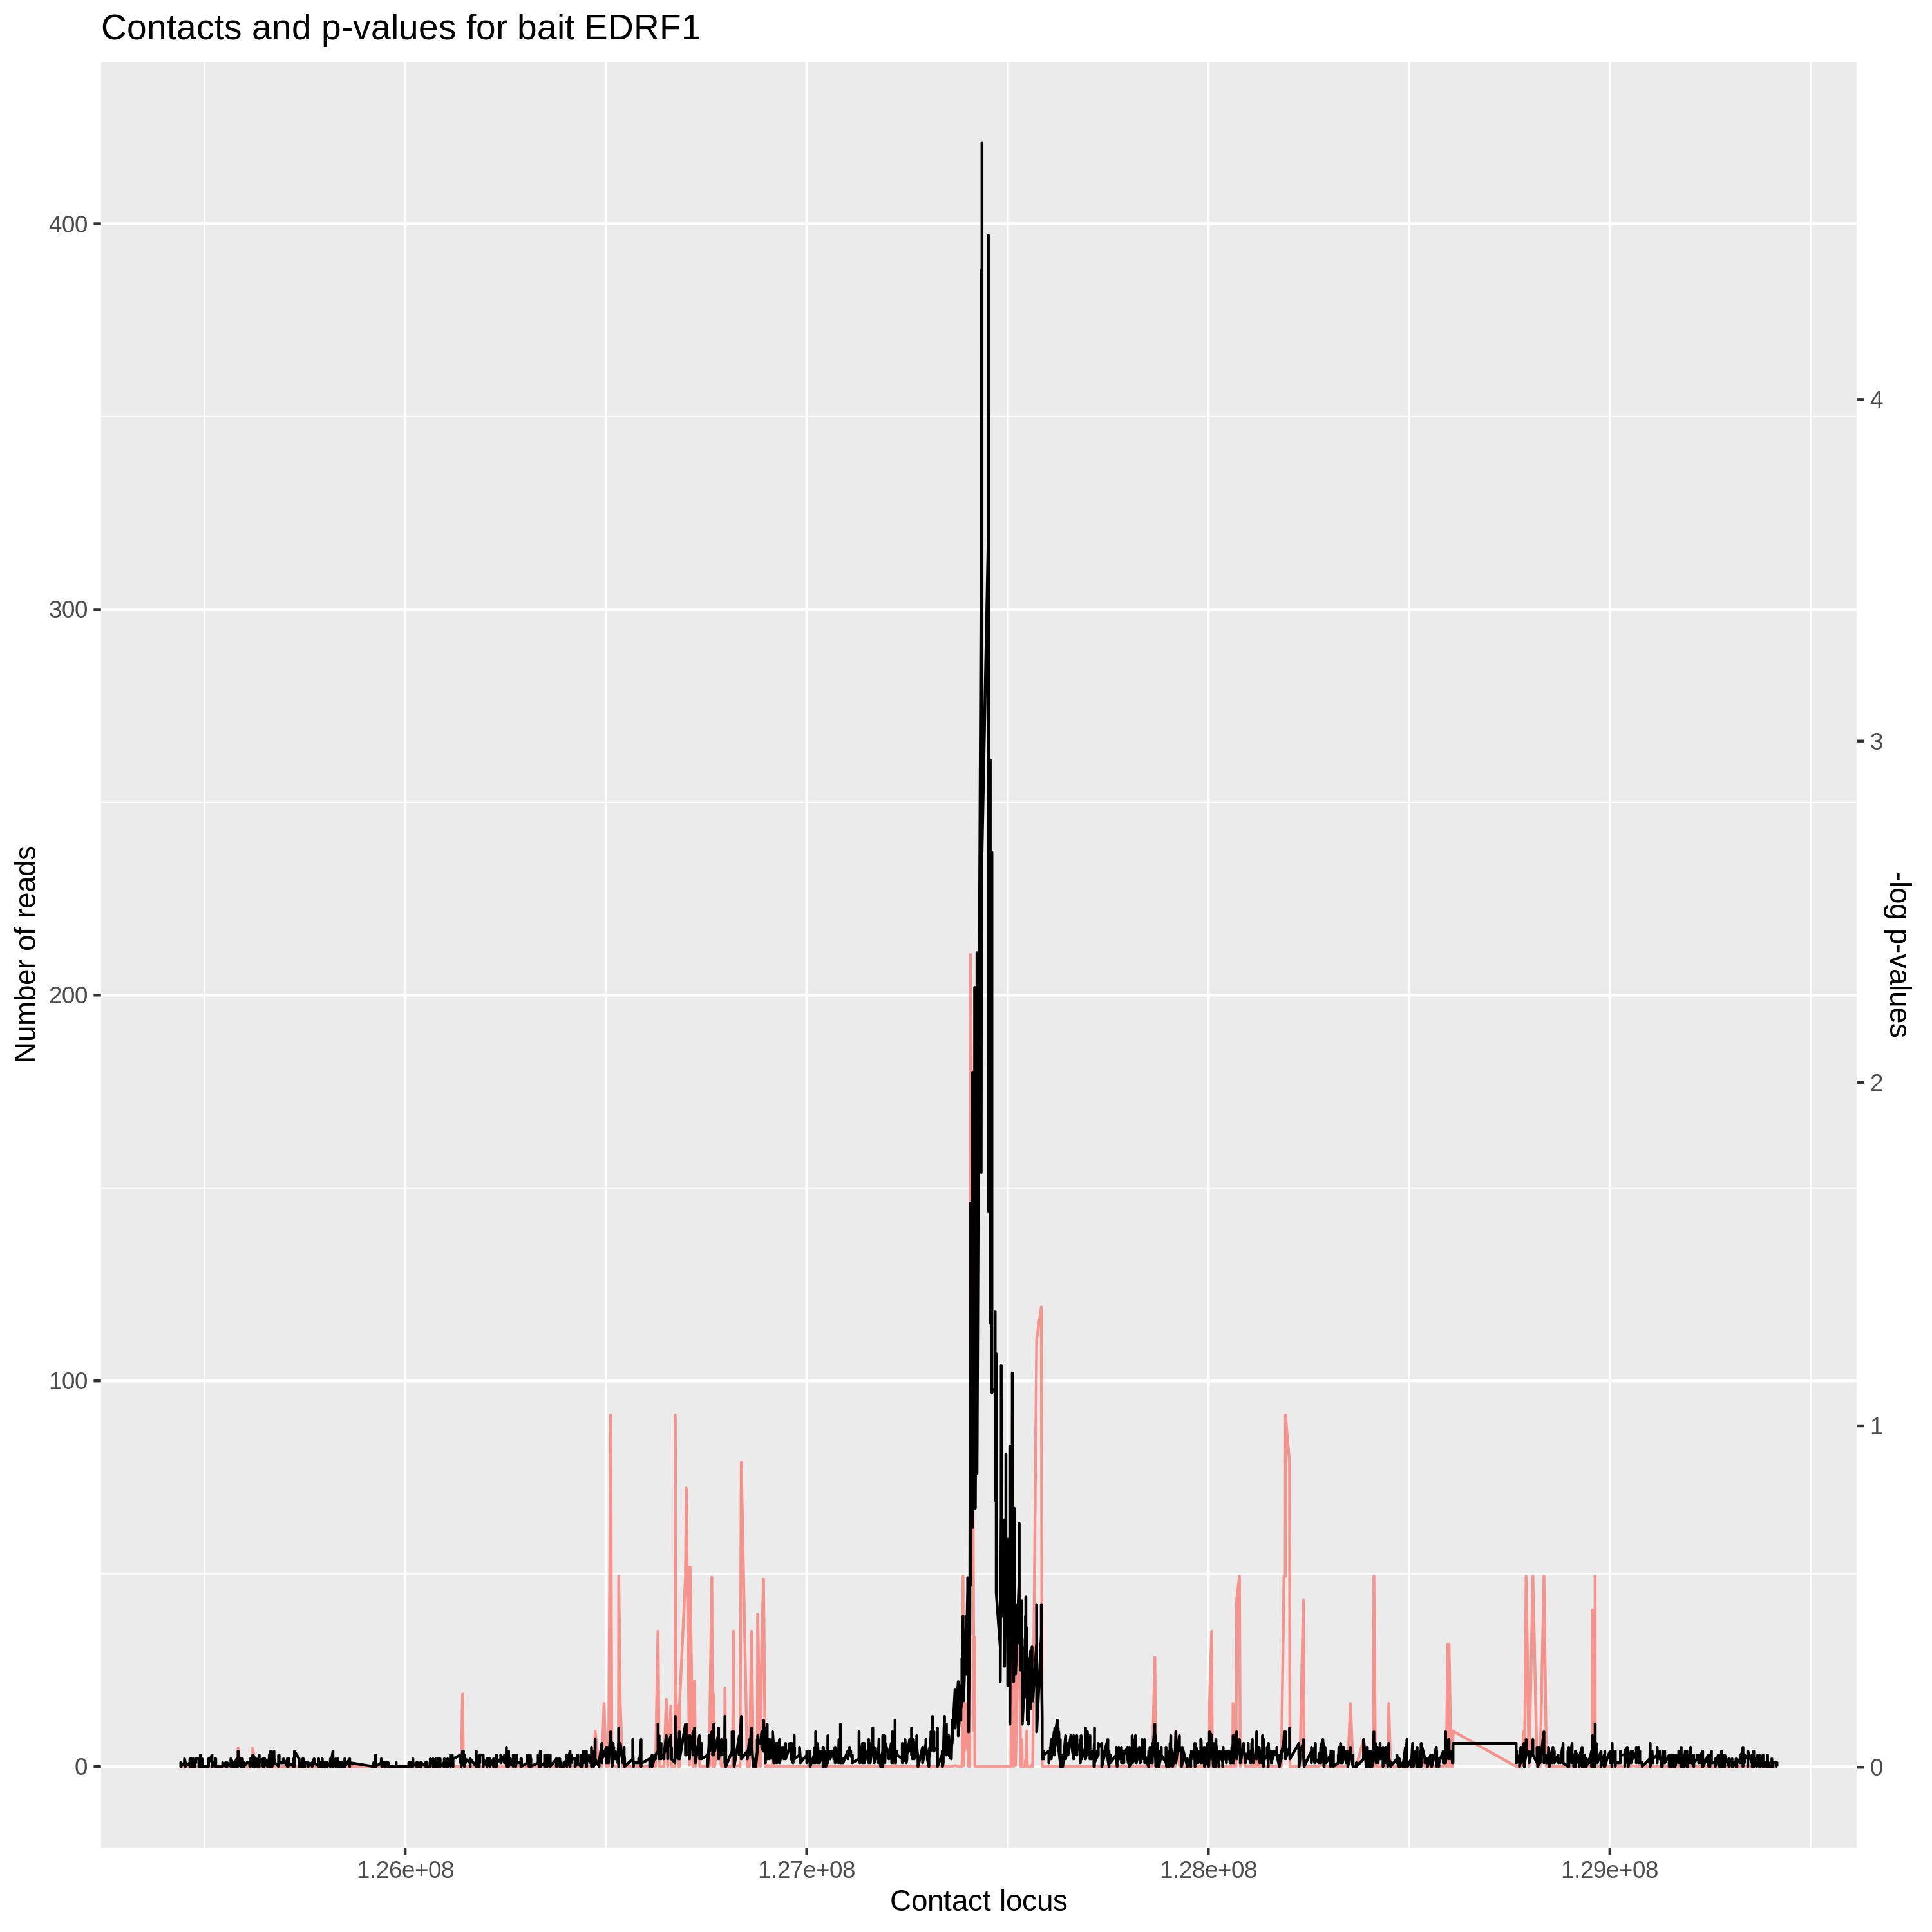 Contacts and p-values for bait EDRF1
Number of reads
400
300
200
100
0
4
3
2
1
0
-log p-values
1.26e+08
1.27e+08
1.28e+08
1.29e+08
Contact locus